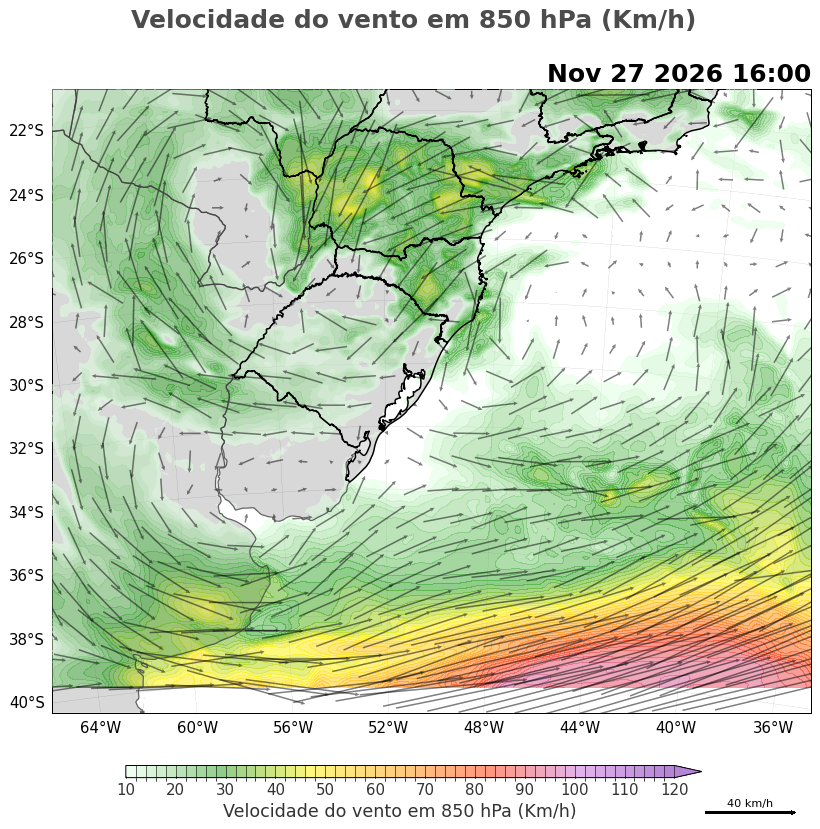 Velocidade do vento em 850 hPa (Km/h)
Nov 27 2026 16:00
22°S
24°S
26°S
28°S
30°S
32°S
34°S
36°S
38°S
40°S
64°W 60°W 56°W 52°W 48°W 44°W 40°W 36°W
10 20 30 40 50 60 70 80 90 100 110 120
Velocidade do vento em 850 hPa (Km/h)
40 km/h